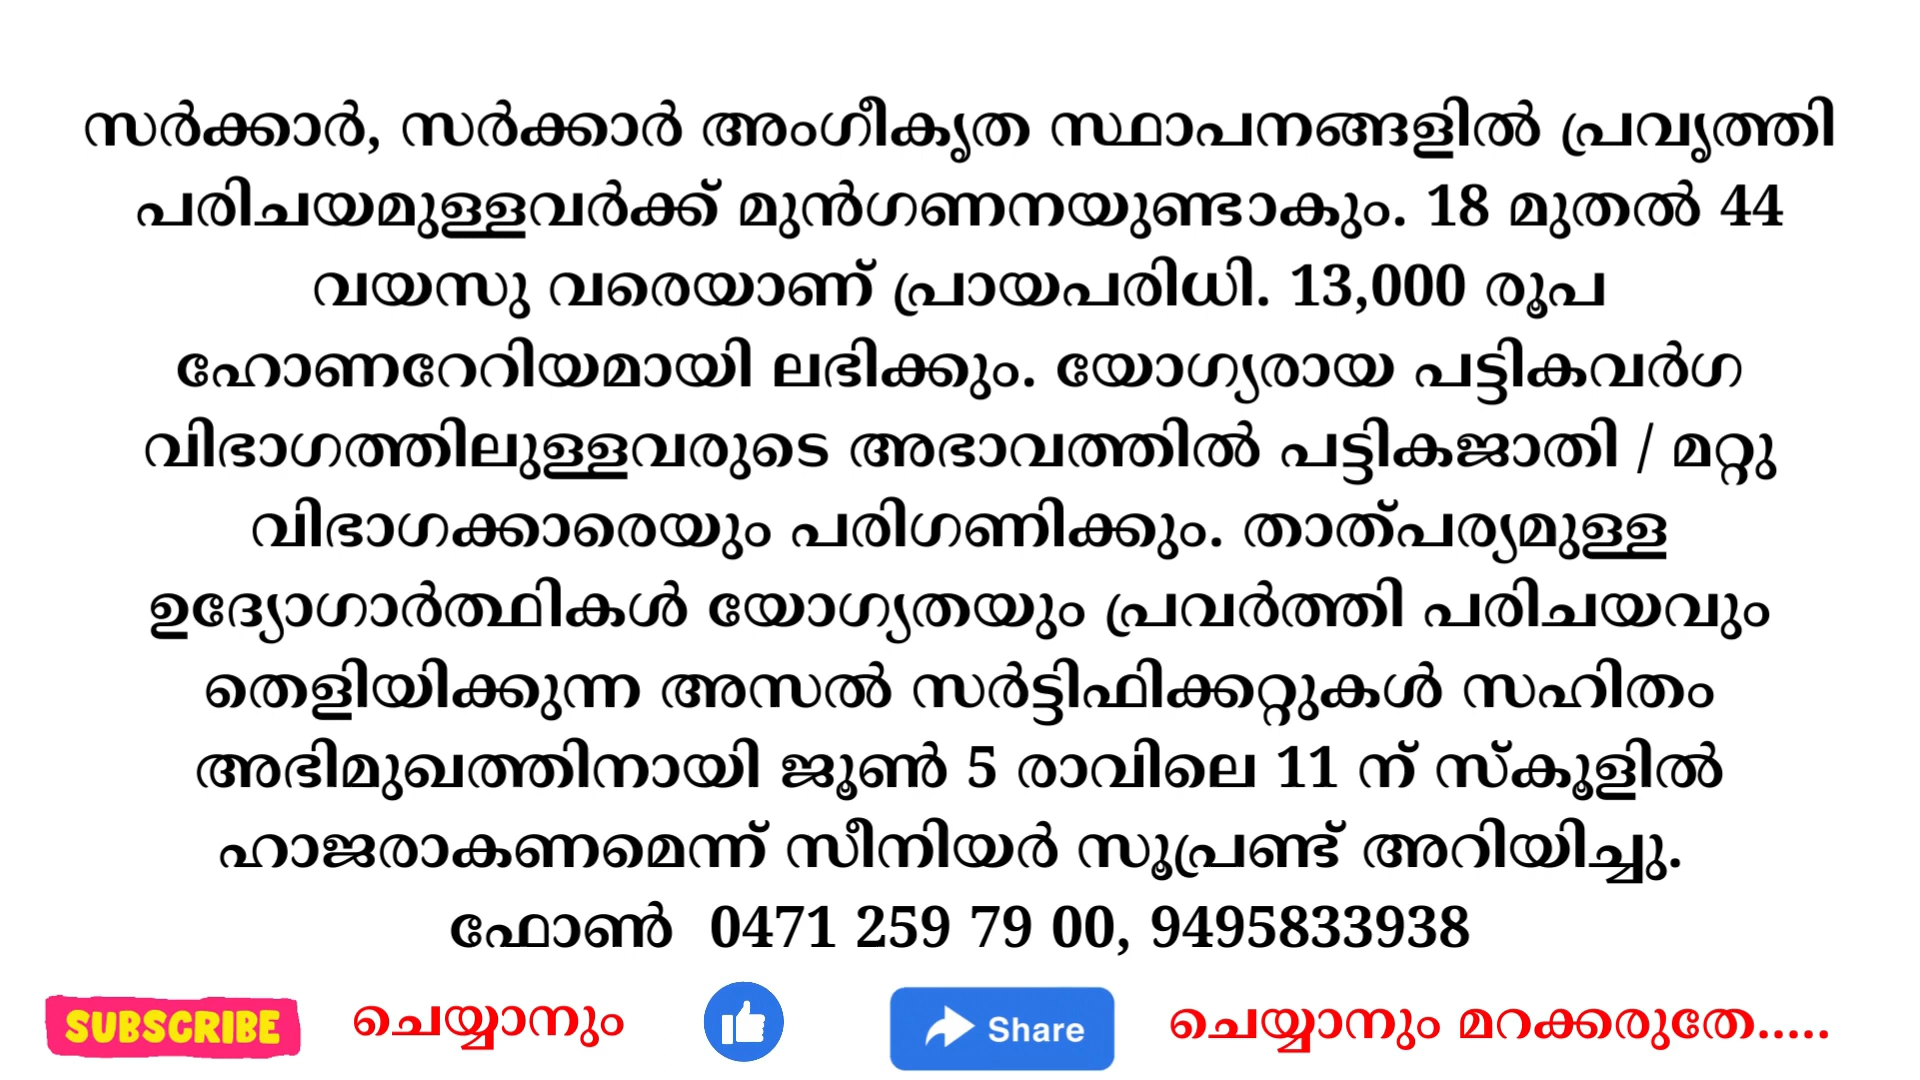 സർക്കാർ, സർക്കാർ അംഗീകൃത സ്ഥാപനങ്ങളിൽ പ്രവൃത്തി
പരിചയമുള്ളവർക്ക് മുൻഗണനയുണ്ടാകും. 18 മുതൽ 44
വയസു വരെയാണ് പ്രായപരിധി. 13,000 രൂപ
ഹോണറേറിയമായി ലഭിക്കും. യോഗ്യരായ പട്ടികവർഗ
വിഭാഗത്തിലുള്ളവരുടെ അഭാവത്തിൽ പട്ടികജാതി / മറ്റു
വിഭാഗക്കാരെയും പരിഗണിക്കും. താത്പര്യമുള്ള
ഉദ്യോഗാർത്ഥികൾ യോഗ്യതയും പ്രവർത്തി പരിചയവും
തെളിയിക്കുന്ന അസൽ സർട്ടിഫിക്കറ്റുകൾ സഹിതം
അഭിമുഖത്തിനായി ജൂൺ 5 രാവിലെ 11 ന് സ്കൂളിൽ
ഹാജരാകണമെന്ന് സീനിയർ സൂപ്രണ്ട് അറിയിച്ചു.
ഫോൺ 0471 259 79 00, 9495833938
SUBSCRIBE ചെയ്യാനും Share ചെയ്യാനും മറക്കരുതേ.....